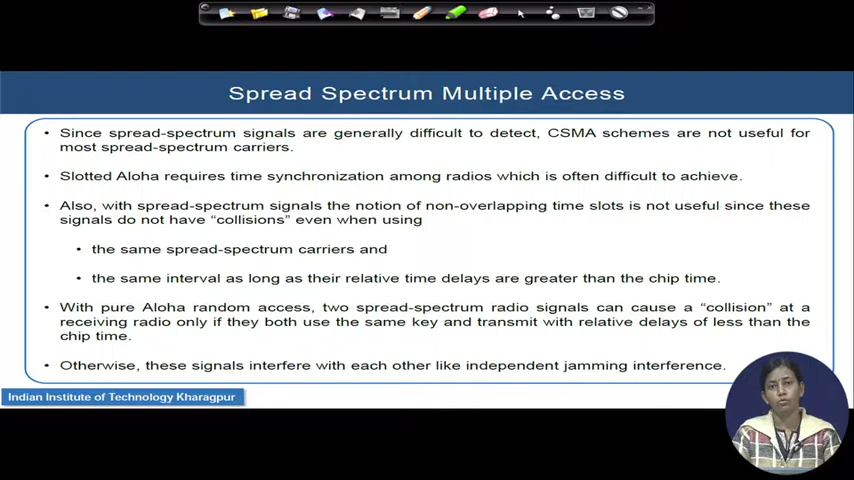 Spread Spectrum Multiple Access
• Since spread-spectrum signals are generally difficult to detect, CSMA schemes are not useful for
most spread-spectrum carriers.
• Slotted Aloha requires time synchronization among radios which is often difficult to achieve.
• Also, with spread-spectrum signals the notion of non-overlapping time slots is not useful since these
signals do not have “collisions” even when using
• the same spread-spectrum carriers and
• the same interval as long as their relative time delays are greater than the chip time.
• With pure Aloha random access, two spread-spectrum radio signals can cause a “collision” at a
receiving radio only if they both use the same key and transmit with relative delays of less than the
chip time.
• Otherwise, these signals interfere with each other like independent jamming interference.
Indian Institute of Technology Kharagpur